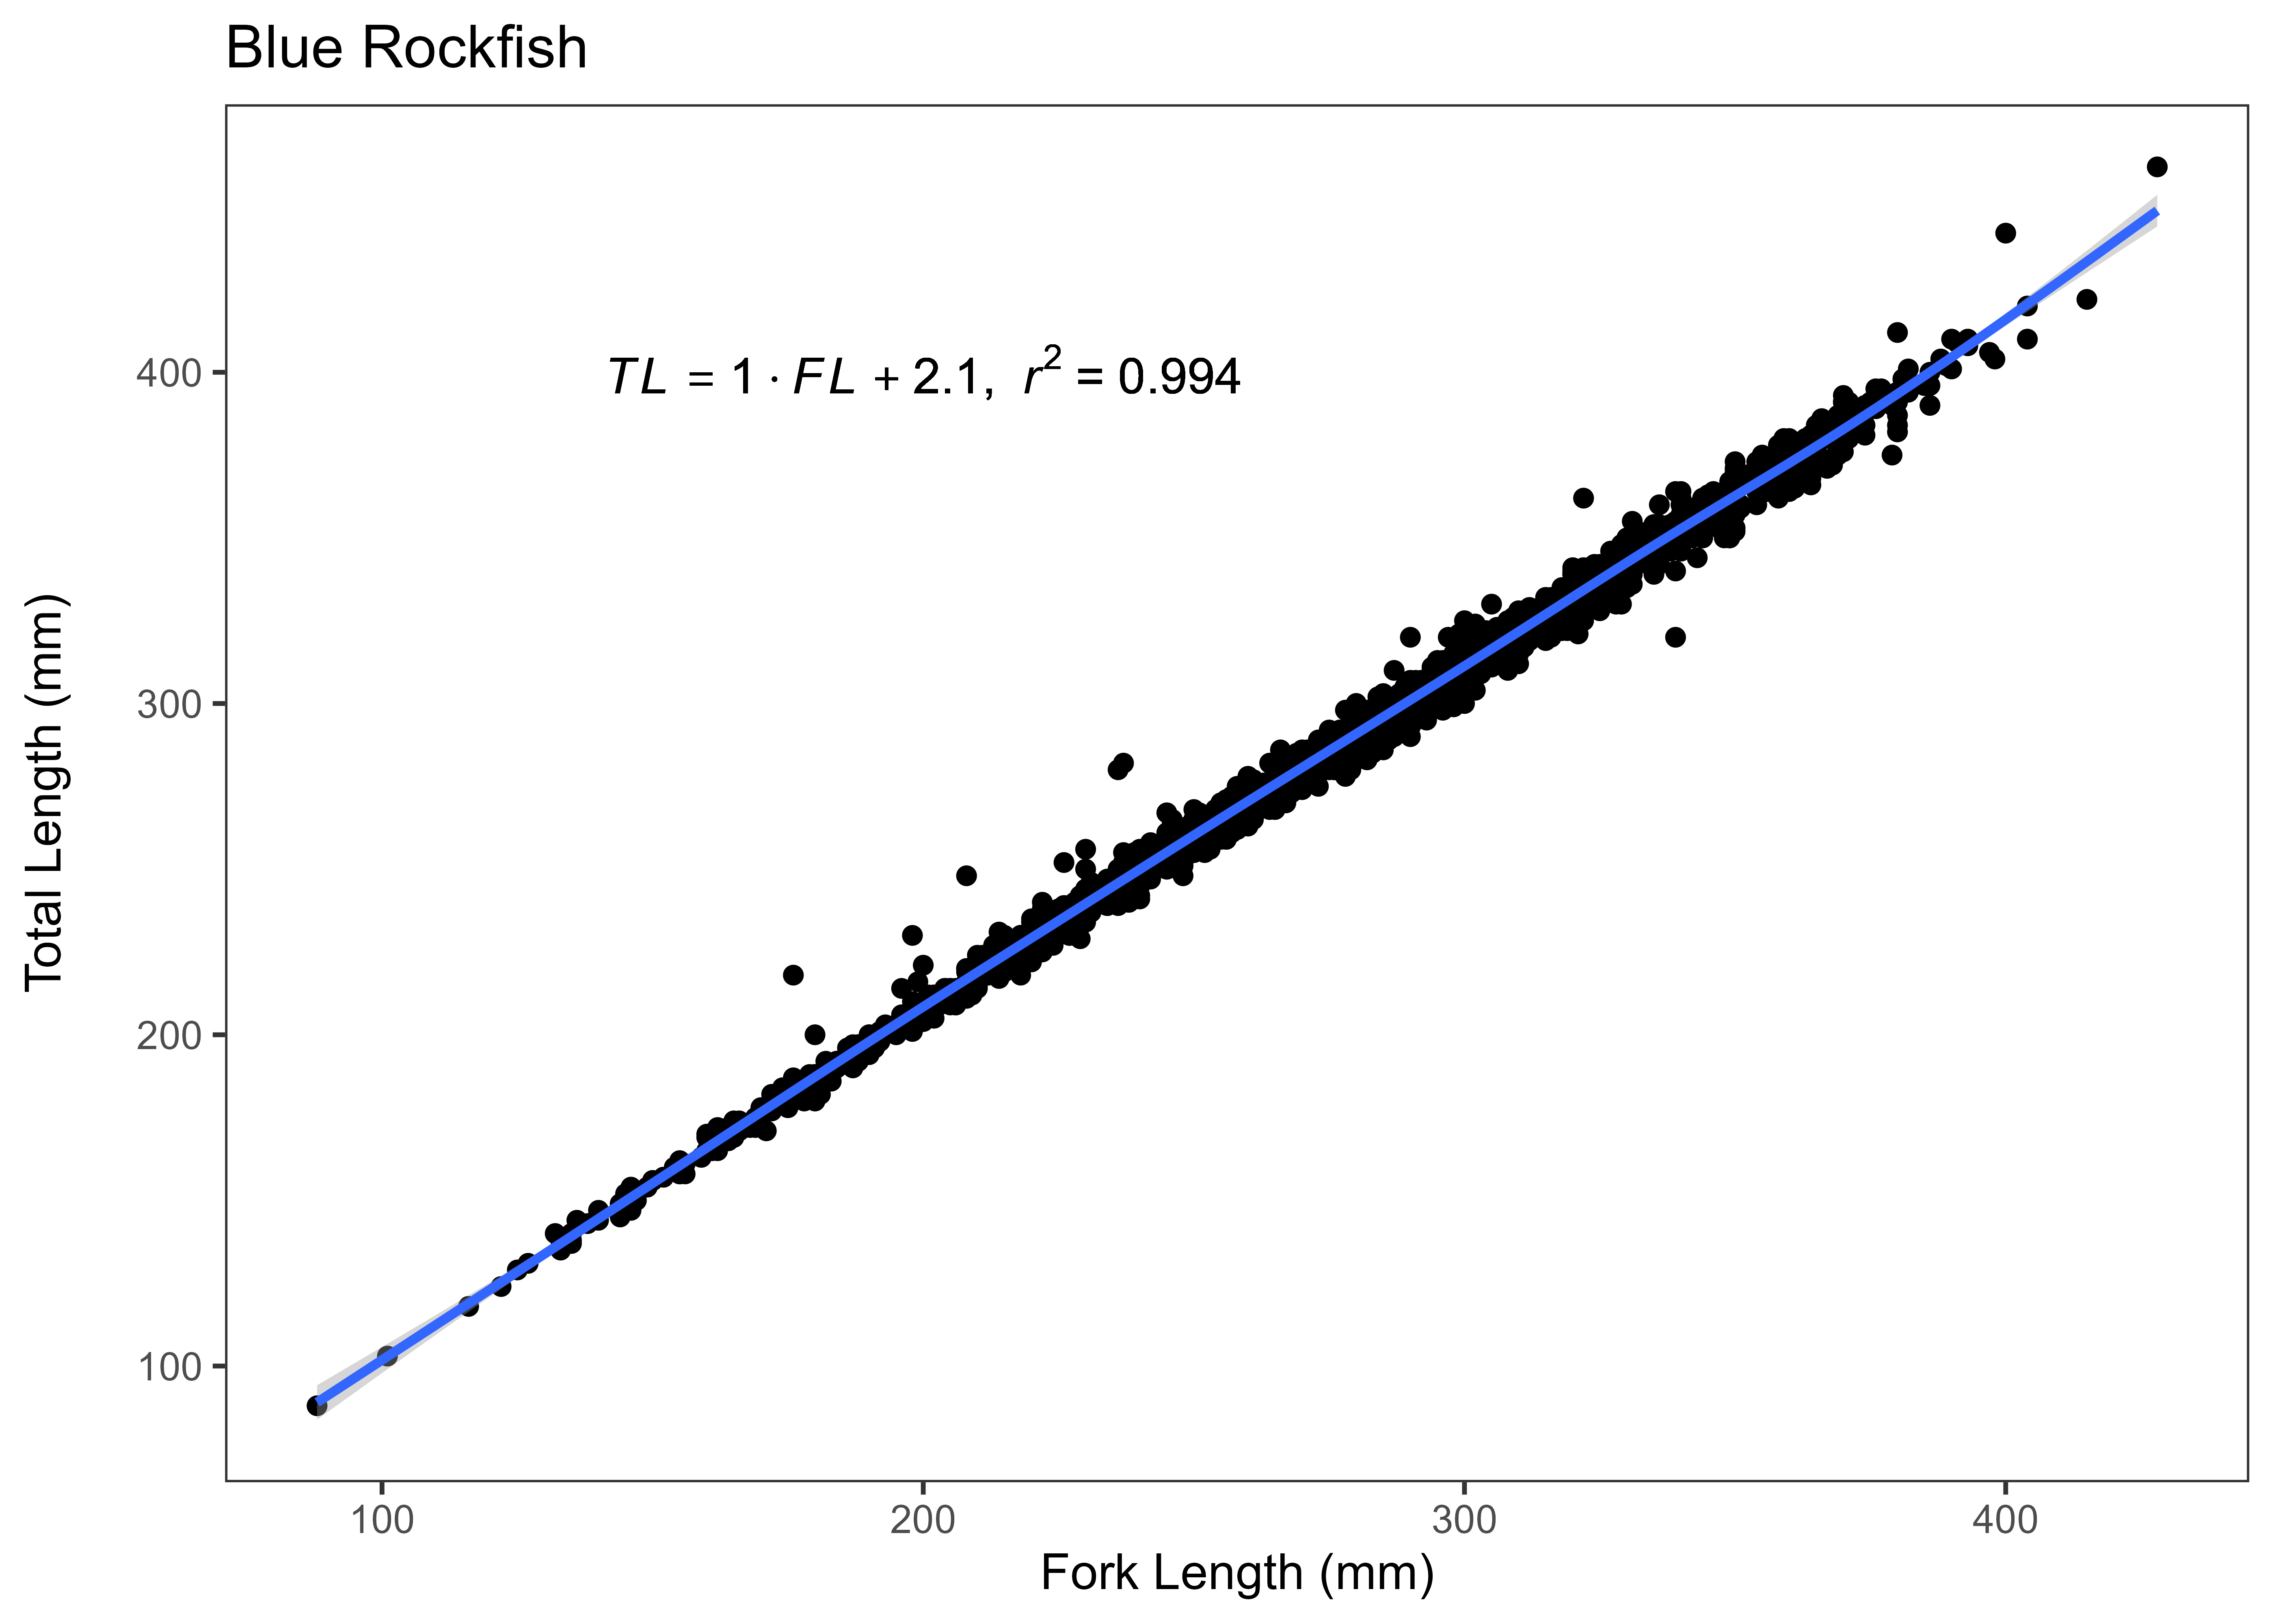 Blue Rockfish
TL = 1 · FL + 2.1, r² = 0.994
Total Length (mm)
400
300
200
100
100 200 300 400
Fork Length (mm)